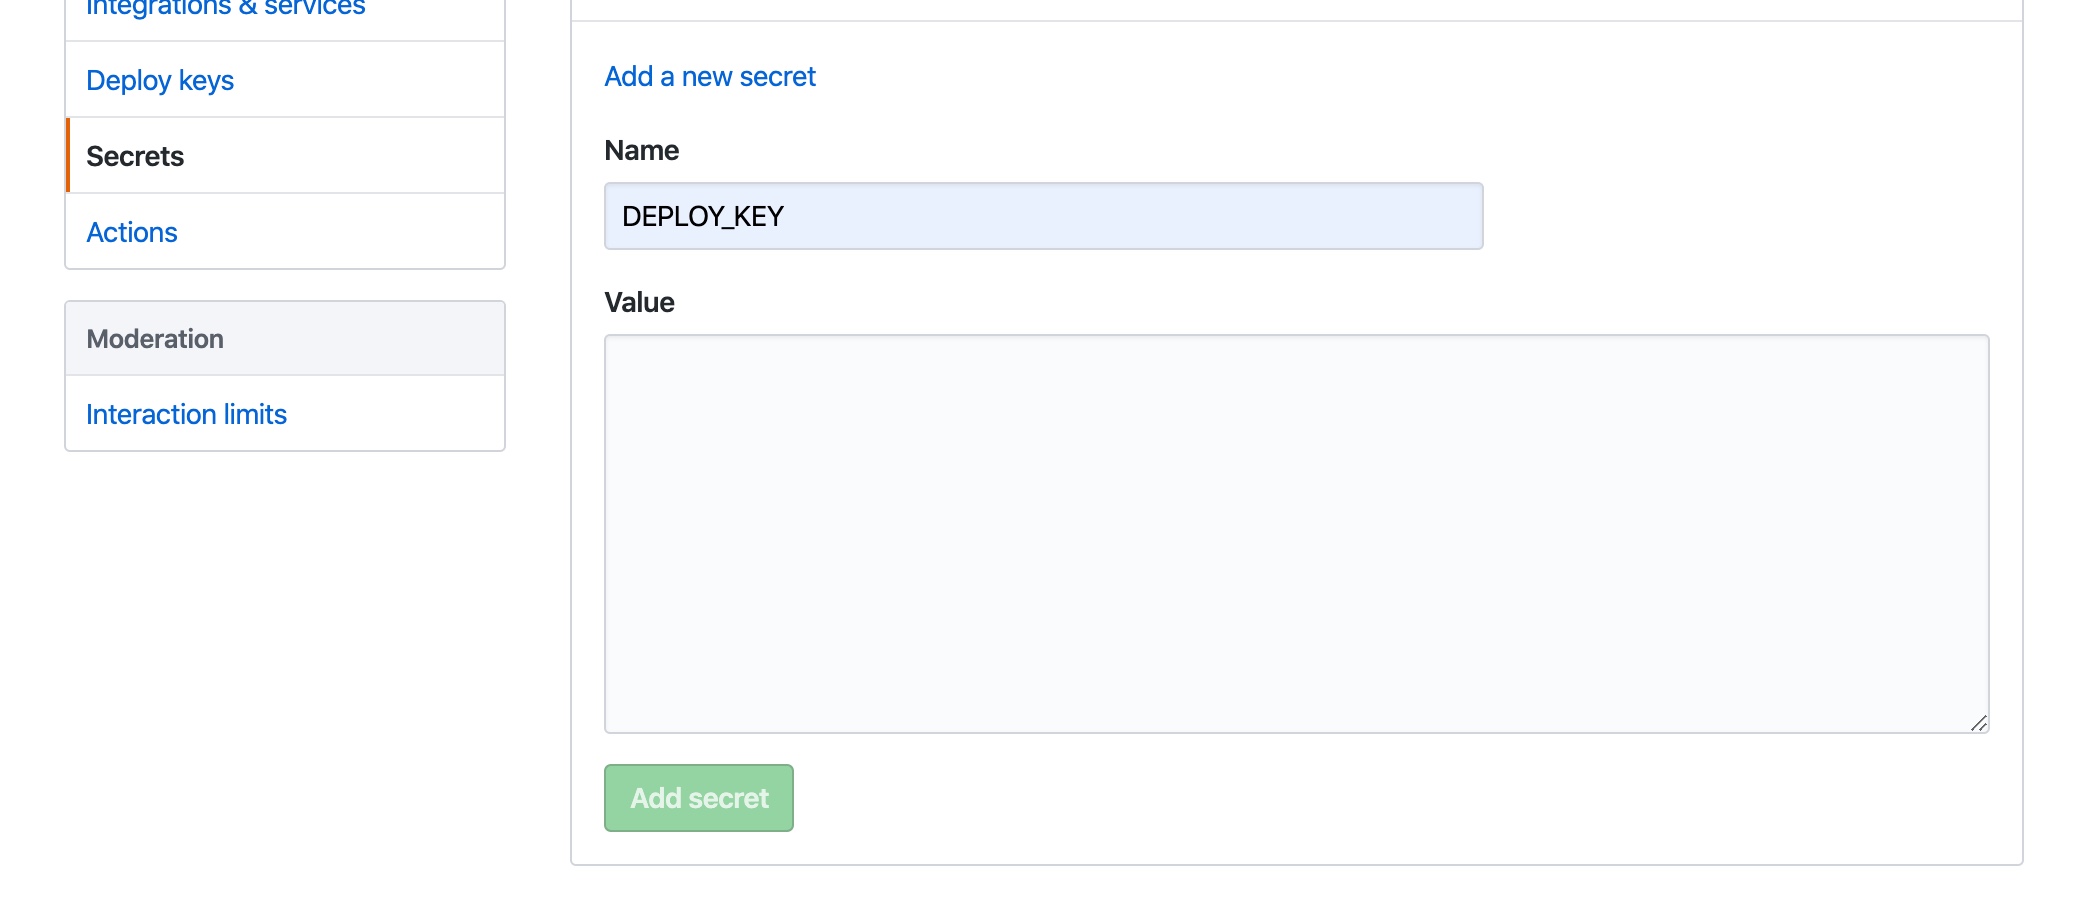 Integrations & services
Deploy keys
Secrets
Actions
Moderation
Interaction limits
Add a new secret
Name
DEPLOY_KEY
Value
Add secret